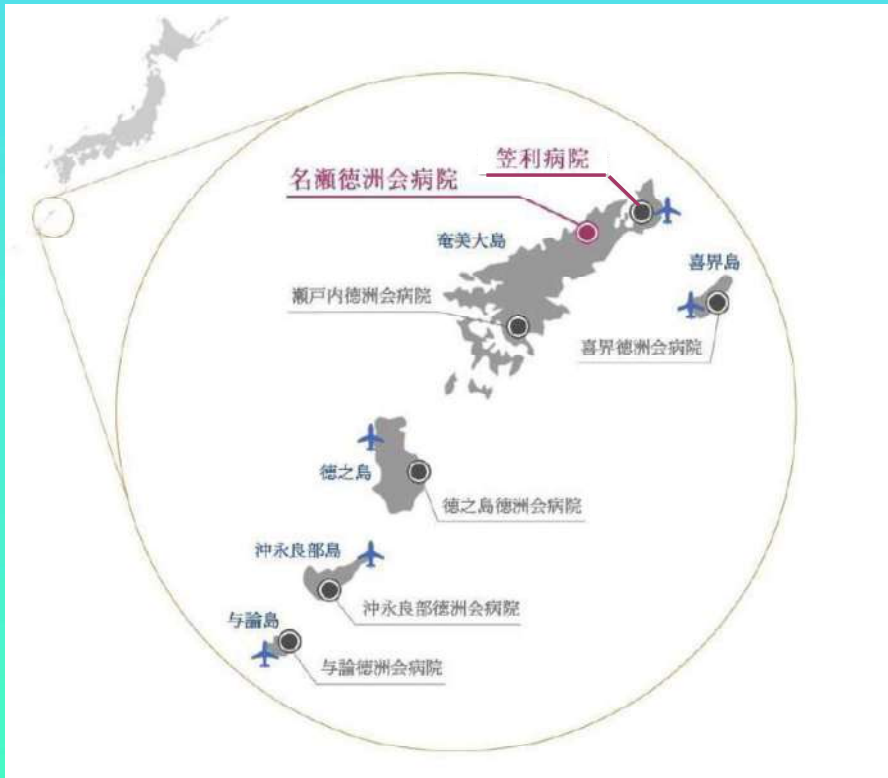 笠利病院
名瀬徳洲会病院
奄美大島
喜界島
瀬戸内徳洲会病院
喜界徳洲会病院
徳之島
徳之島徳洲会病院
沖永良部島
沖永良部徳洲会病院
与論島
与論徳洲会病院